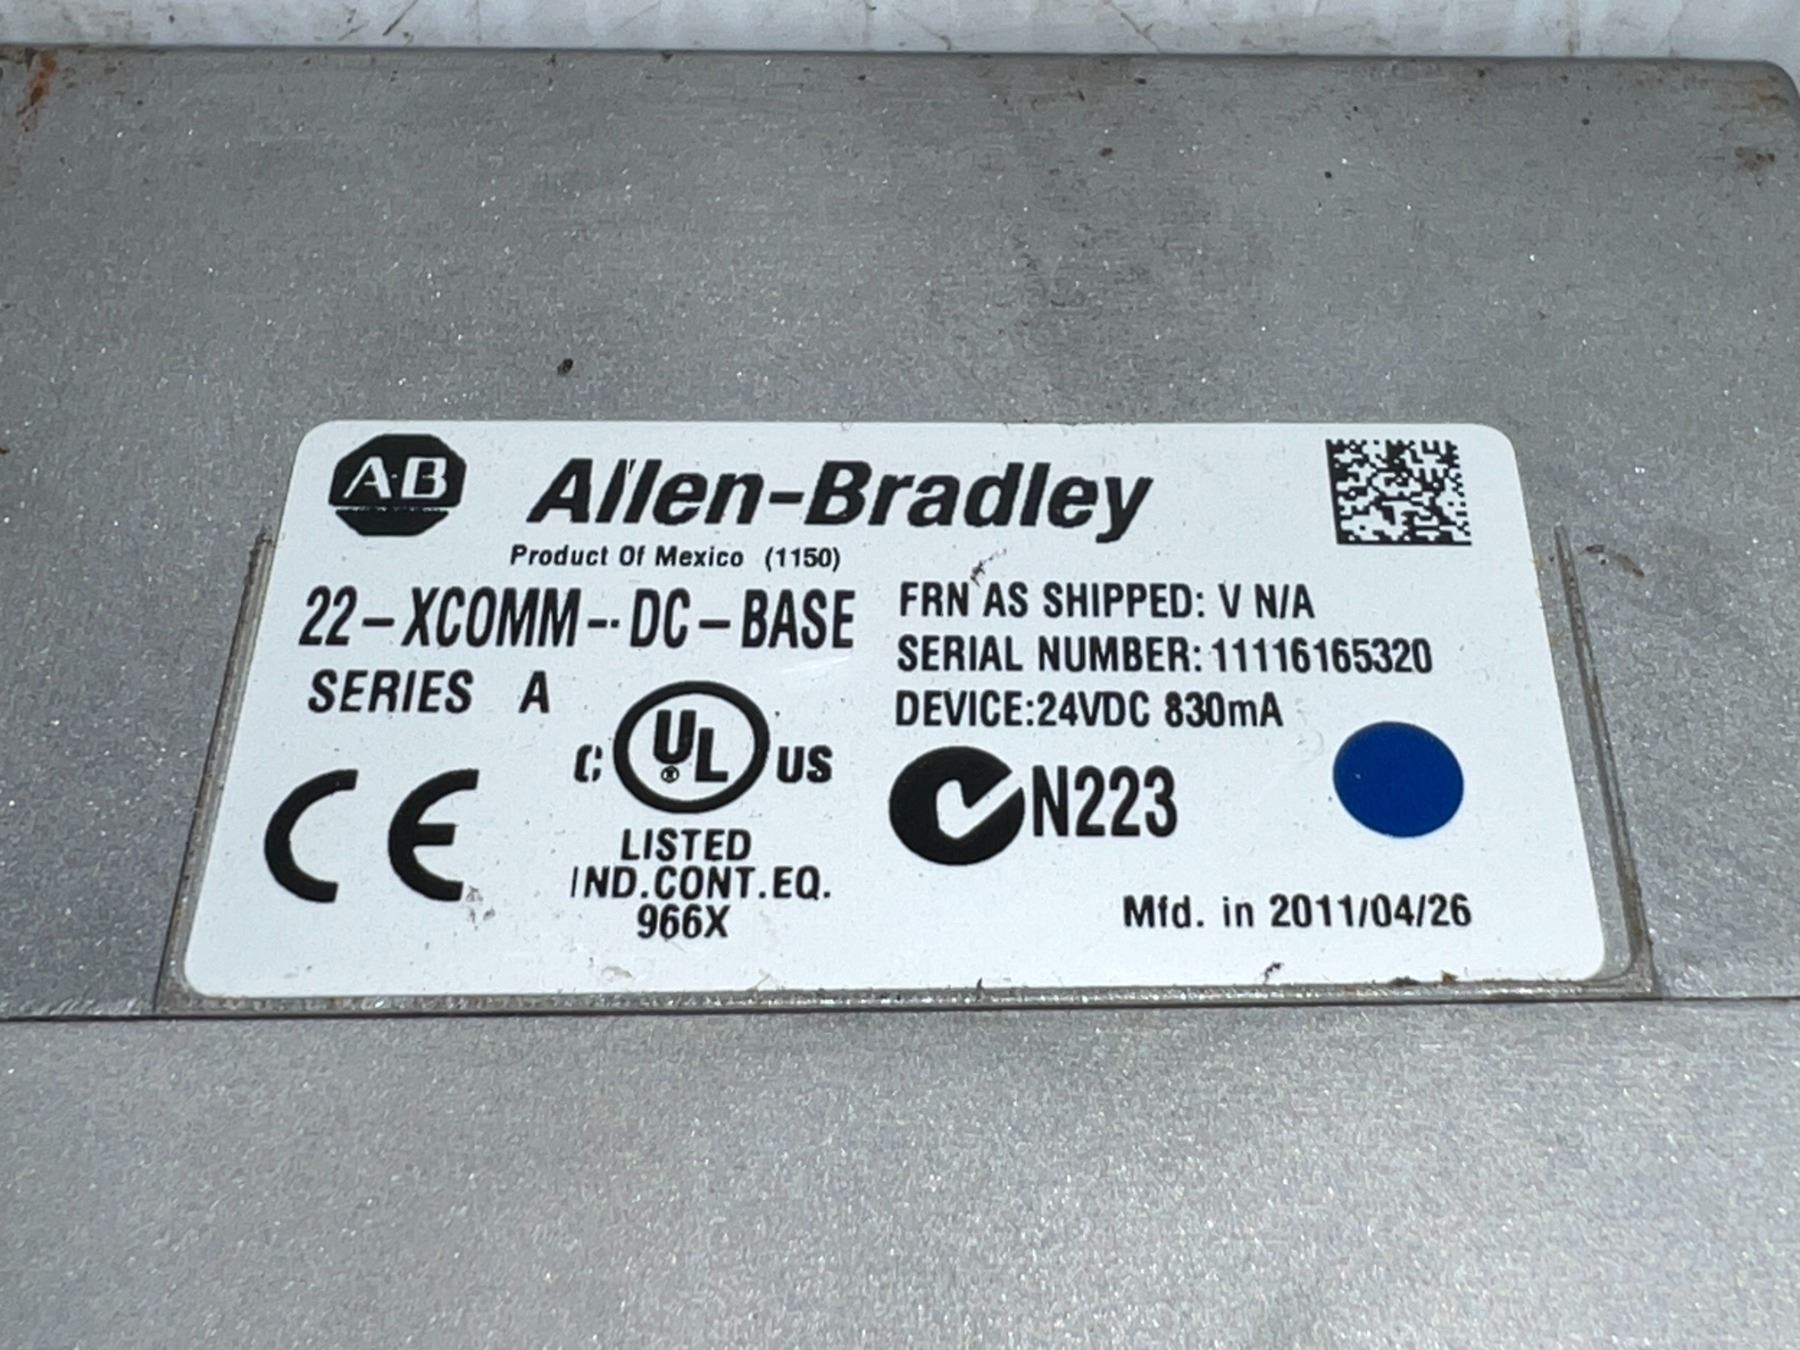 A·B Allen-Bradley
Product Of Mexico (1150)
22-XCOMM-DC-BASE
SERIES A
FRN AS SHIPPED: V N/A
SERIAL NUMBER: 11116165320
DEVICE:24VDC 830mA
C UL® US
LISTED
IND.CONT.EQ.
966X
CE
N223
Mfd. in 2011/04/26